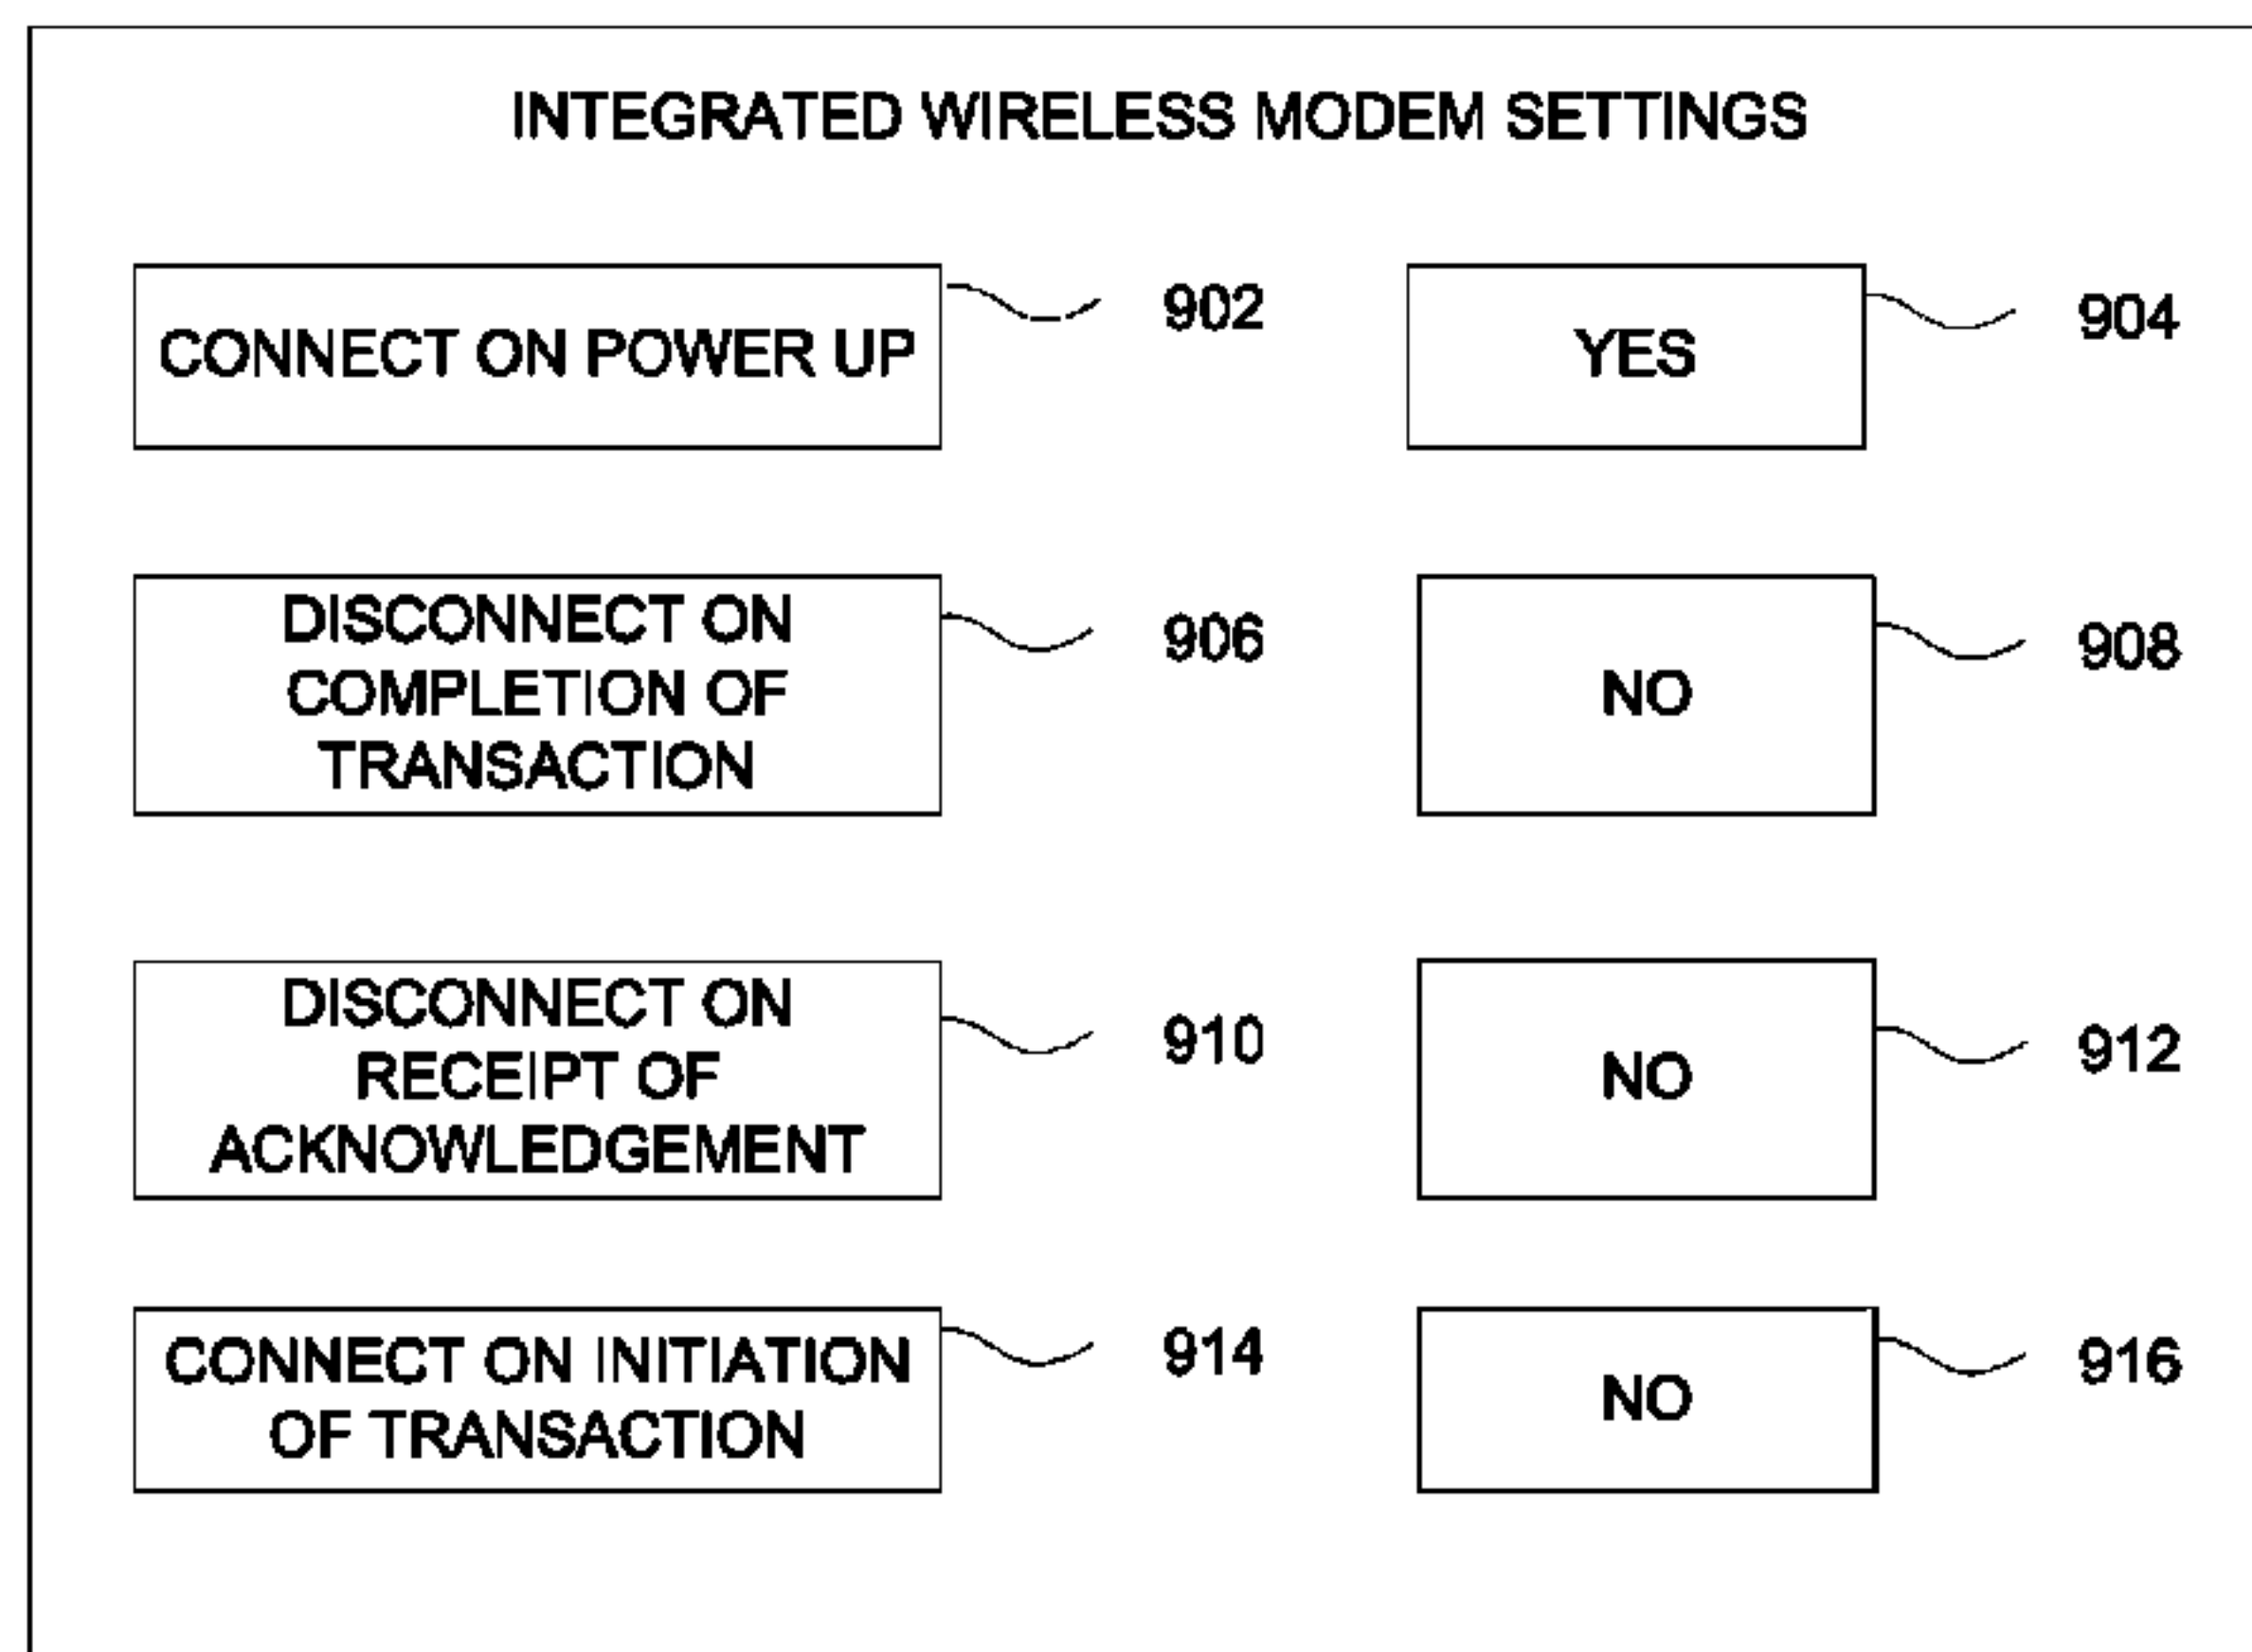 INTEGRATED WIRELESS MODEM SETTINGS
CONNECT ON POWER UP
902
YES
904
DISCONNECT ON
COMPLETION OF
TRANSACTION
906
NO
908
DISCONNECT ON
RECEIPT OF
ACKNOWLEDGEMENT
910
NO
912
CONNECT ON INITIATION
OF TRANSACTION
914
NO
916